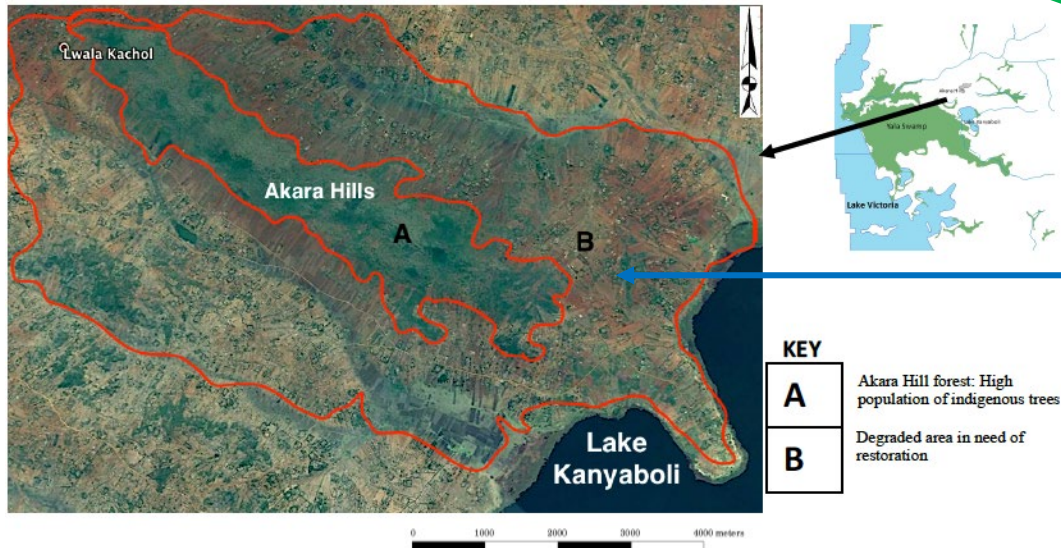 Lwala Kachol
Akara Hills
A
B
Lake
Kanyaboli
Yala Swamp
Lake Victoria
KEY
A
Akara Hill forest: High
population of indigenous trees
B
Degraded area in need of
restoration
0 1000 2000 3000 4000 meters